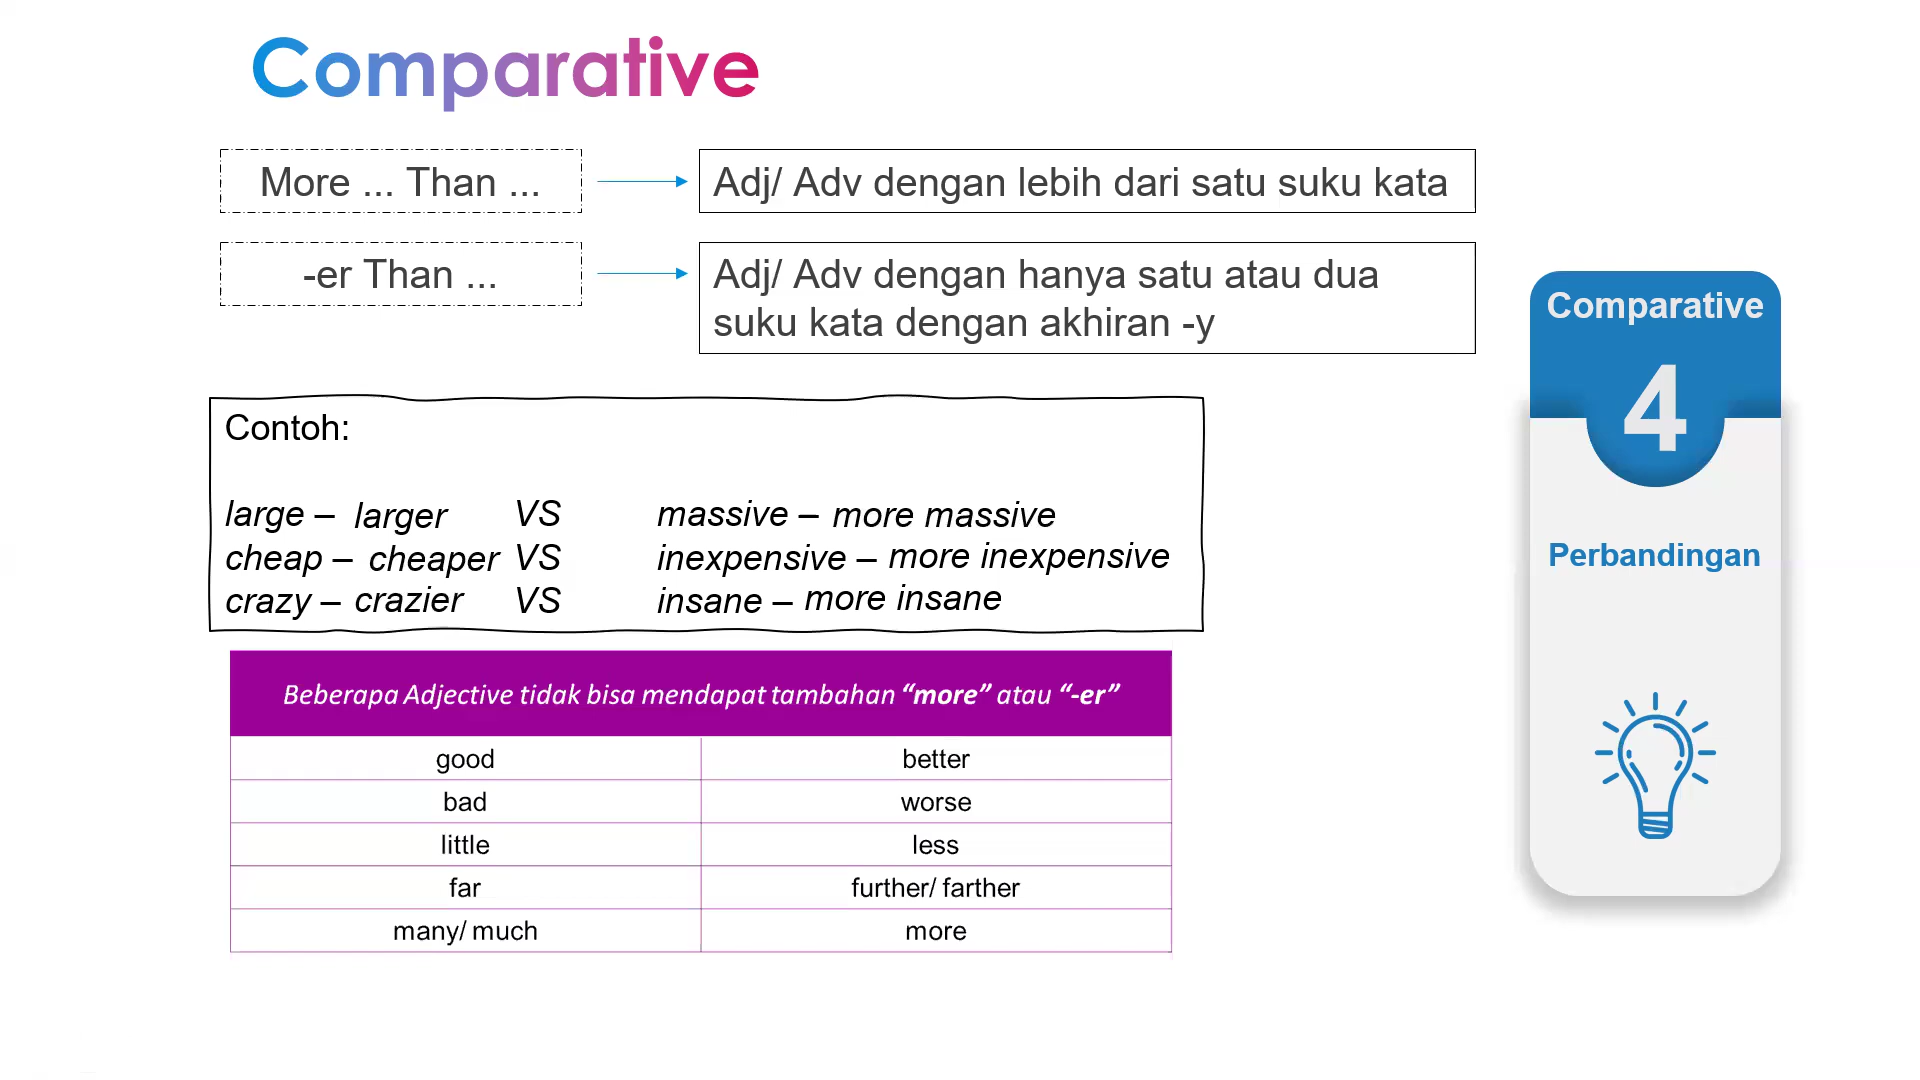 Comparative
More ... Than ...
Adj/ Adv dengan lebih dari satu suku kata
-er Than ...
Adj/ Adv dengan hanya satu atau dua
suku kata dengan akhiran -y
Contoh:
large – larger VS massive – more massive
cheap – cheaper VS inexpensive – more inexpensive
crazy – crazier VS insane – more insane
Beberapa Adjective tidak bisa mendapat tambahan “more” atau “-er”
good better
bad worse
little less
far further/ farther
many/ much more
Comparative
4
Perbandingan